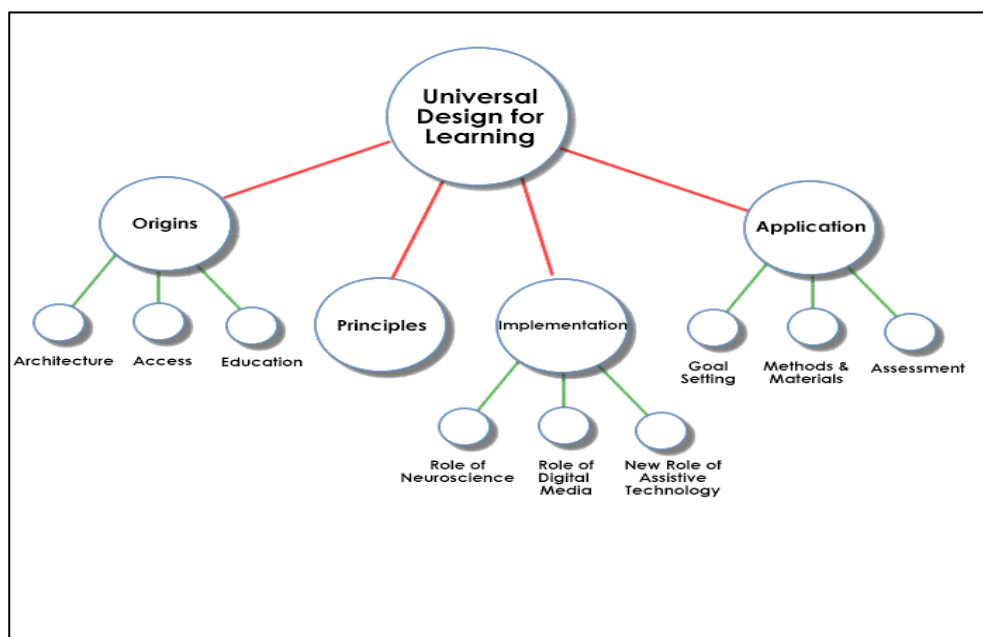 Universal
Design for
Learning
Origins
Application
Principles
Implementation
Architecture
Access
Education
Goal
Setting
Methods &
Materials
Assessment
Role of
Neuroscience
Role of
Digital
Media
New Role of
Assistive
Technology